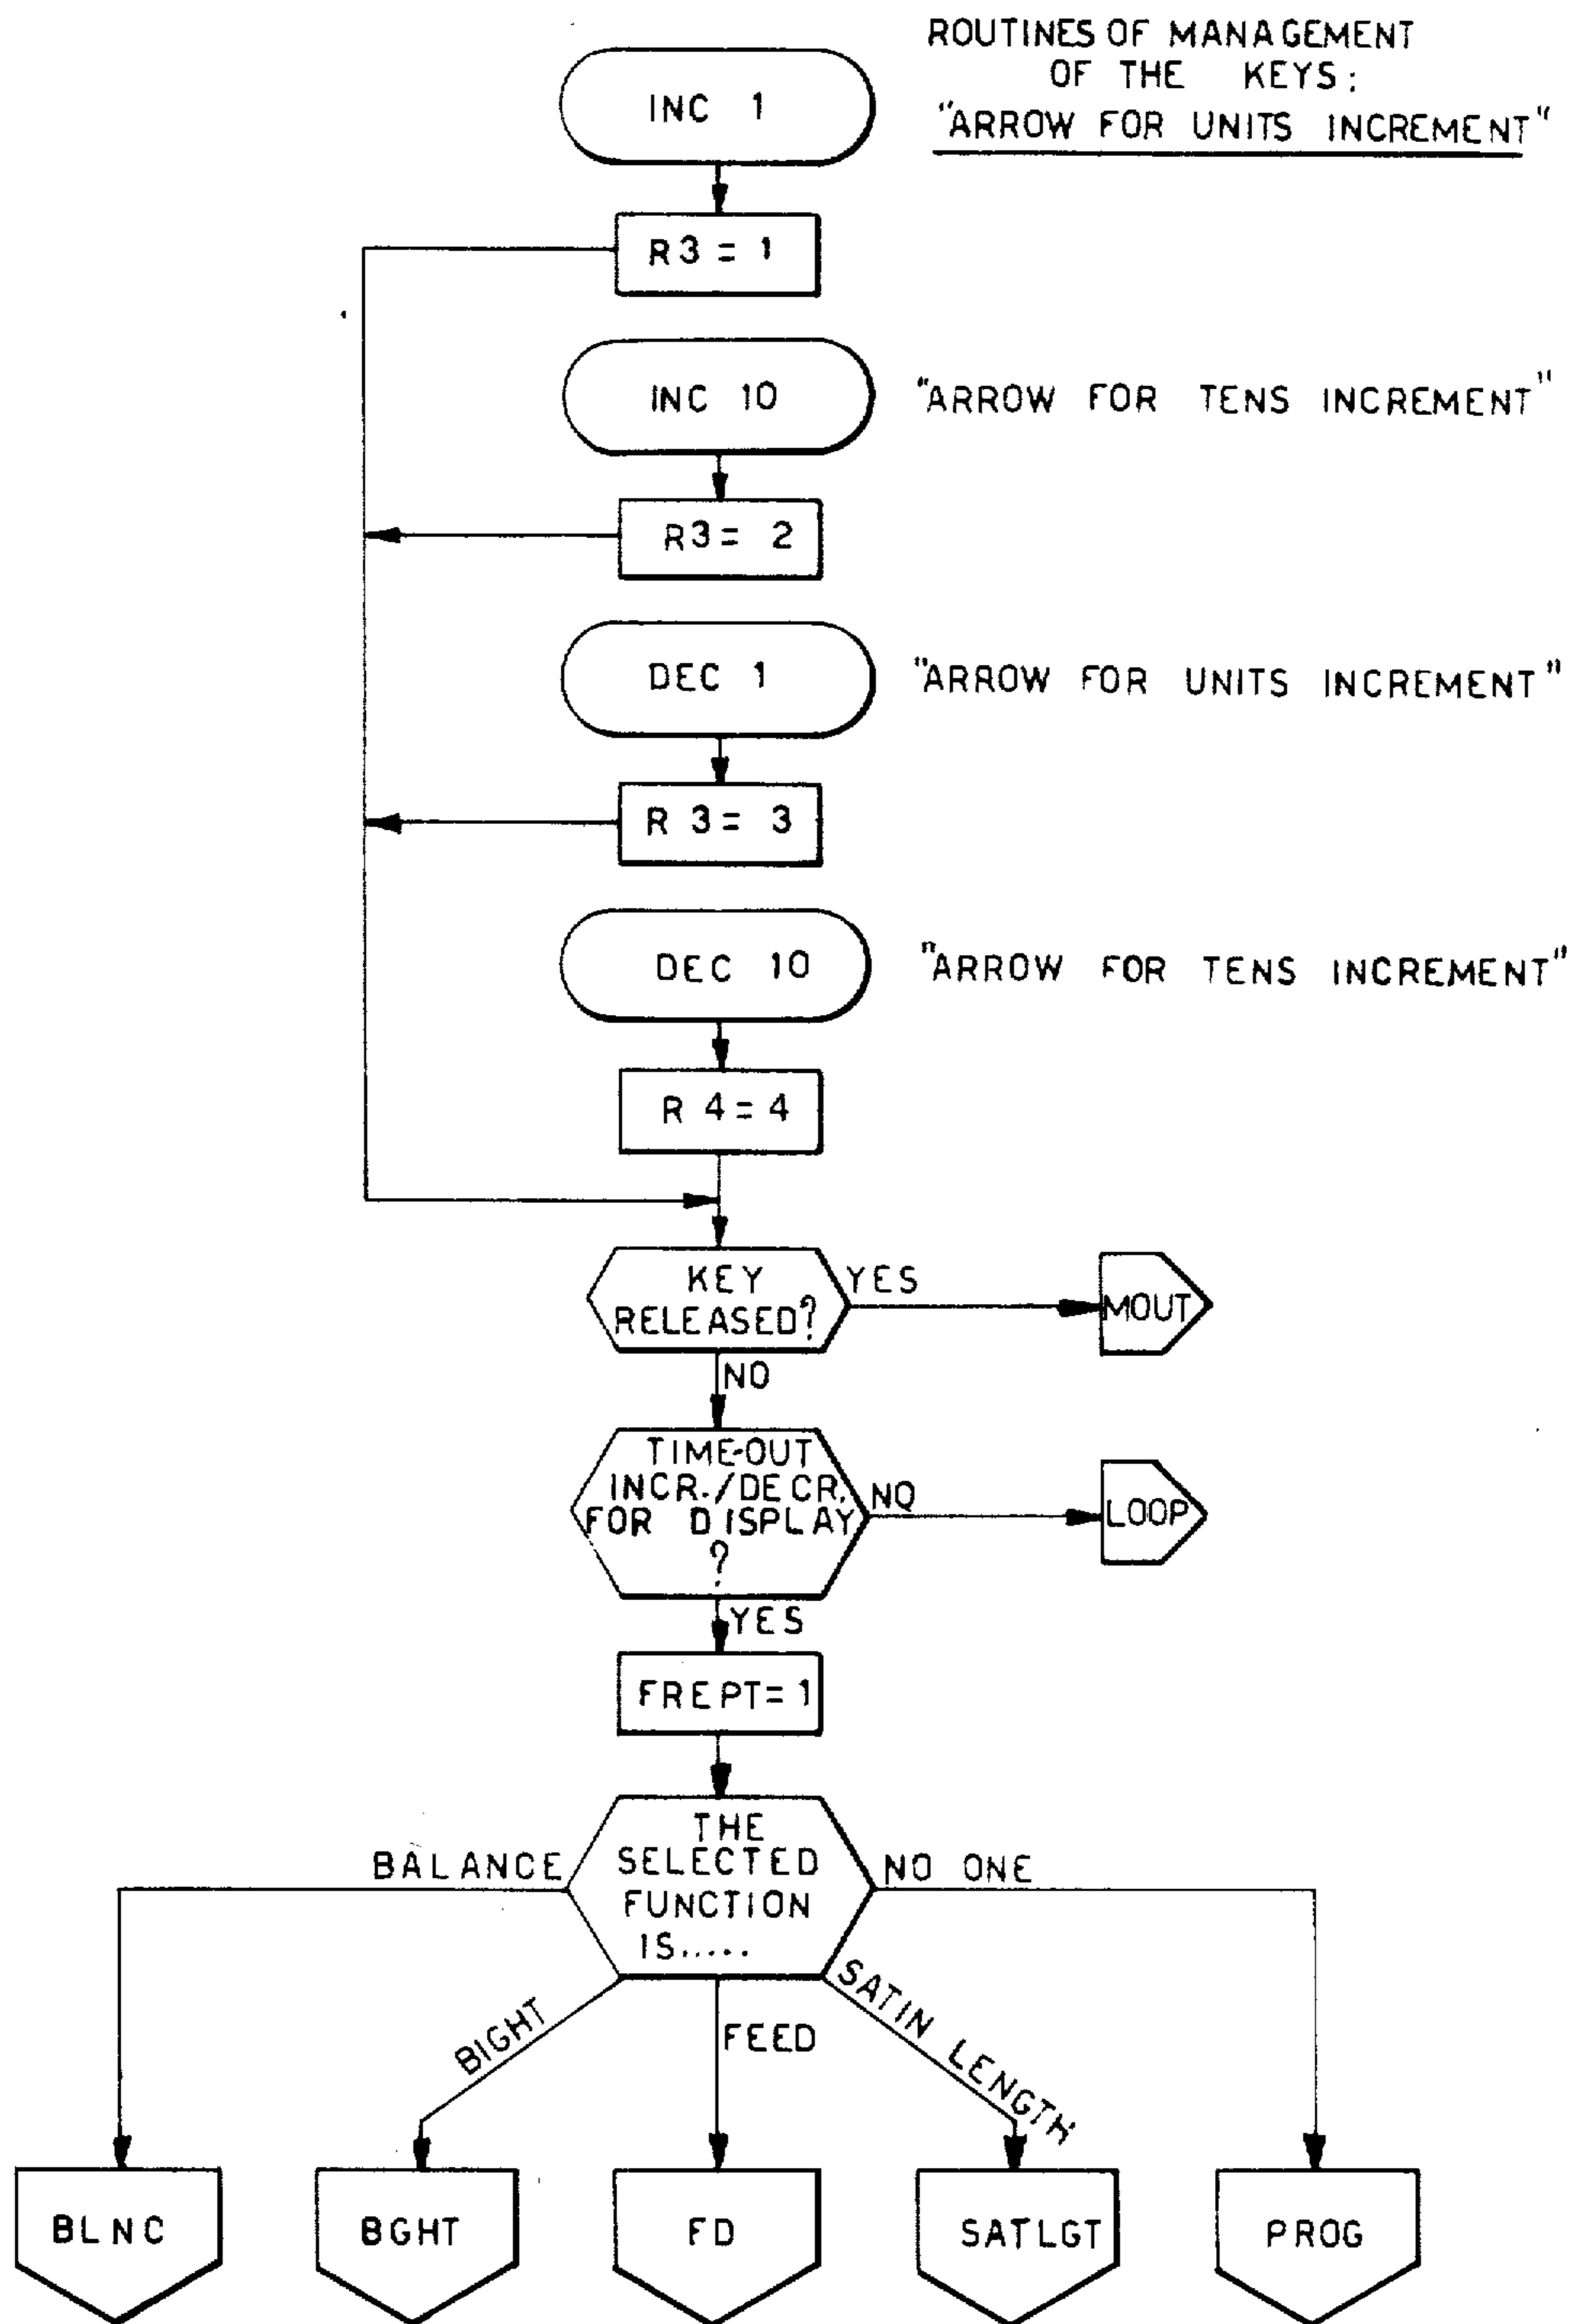 ROUTINES OF MANAGEMENT
OF THE KEYS:
"ARROW FOR UNITS INCREMENT"
INC 1
R3 = 1
INC 10
"ARROW FOR TENS INCREMENT"
R3 = 2
DEC 1
"ARROW FOR UNITS INCREMENT"
R 3 = 3
DEC 10
"ARROW FOR TENS INCREMENT"
R 4 = 4
KEY
RELEASED?
YES
MOUT
NO
TIME-OUT
INCR./DECR.
FOR DISPLAY
?
NO
LOOP
YES
FREPT = 1
THE
SELECTED
FUNCTION
IS.....
BALANCE
NO ONE
BIGHT
FEED
SATIN LENGTH
BLNC
BGHT
FD
SATLGT
PROG